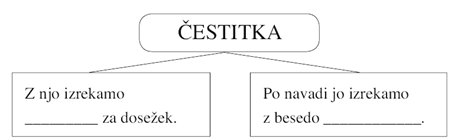 ČESTITKA
Z njo izrekamo
_________ za dosežek.
Po navadi jo izrekamo
z besedo ____________.